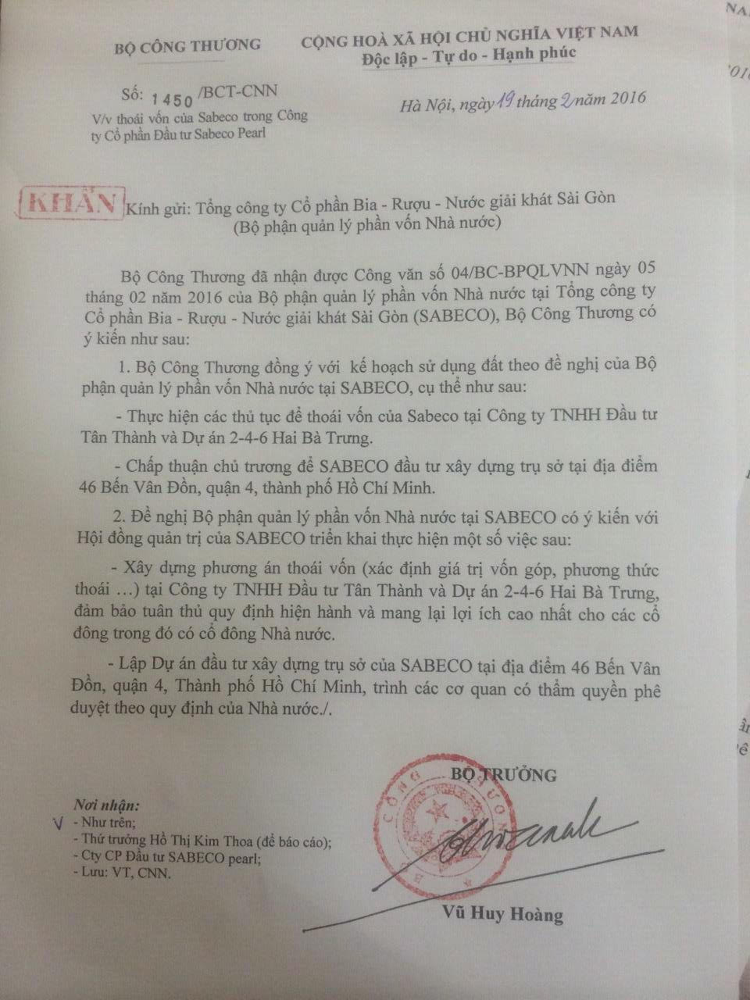 BỘ CÔNG THƯƠNG
CỘNG HOÀ XÃ HỘI CHỦ NGHĨA VIỆT NAM
Độc lập - Tự do - Hạnh phúc
Số: 1450 /BCT-CNN
V/v thoái vốn của Sabeco trong Công
ty Cổ phần Đầu tư Sabeco Pearl
Hà Nội, ngày 19 tháng 2 năm 2016
KHẨN
Kính gửi: Tổng công ty Cổ phần Bia - Rượu - Nước giải khát Sài Gòn
(Bộ phận quản lý phần vốn Nhà nước)
Bộ Công Thương đã nhận được Công văn số 04/BC-BPQLVNN ngày 05
tháng 02 năm 2016 của Bộ phận quản lý phần vốn Nhà nước tại Tổng công ty
Cổ phần Bia - Rượu - Nước giải khát Sài Gòn (SABECO), Bộ Công Thương có
ý kiến như sau:
1. Bộ Công Thương đồng ý với kế hoạch sử dụng đất theo đề nghị của Bộ
phận quản lý phần vốn Nhà nước tại SABECO, cụ thể như sau:
- Thực hiện các thủ tục để thoái vốn của Sabeco tại Công ty TNHH Đầu tư
Tân Thành và Dự án 2-4-6 Hai Bà Trưng.
- Chấp thuận chủ trương để SABECO đầu tư xây dựng trụ sở tại địa điểm
46 Bến Vân Đồn, quận 4, thành phố Hồ Chí Minh.
2. Đề nghị Bộ phận quản lý phần vốn Nhà nước tại SABECO có ý kiến với
Hội đồng quản trị của SABECO triển khai thực hiện một số việc sau:
- Xây dựng phương án thoái vốn (xác định giá trị vốn góp, phương thức
thoái ...) tại Công ty TNHH Đầu tư Tân Thành và Dự án 2-4-6 Hai Bà Trưng,
đảm bảo tuân thủ quy định hiện hành và mang lại lợi ích cao nhất cho các cổ
đông trong đó có cổ đông Nhà nước.
- Lập Dự án đầu tư xây dựng trụ sở của SABECO tại địa điểm 46 Bến Vân
Đồn, quận 4, Thành phố Hồ Chí Minh, trình các cơ quan có thẩm quyền phê
duyệt theo quy định của Nhà nước./.
BỘ TRƯỞNG
Nơi nhận:
- Như trên;
- Thứ trưởng Hồ Thị Kim Thoa (để báo cáo);
- Cty CP Đầu tư SABECO pearl;
- Lưu: VT, CNN.
Vũ Huy Hoàng